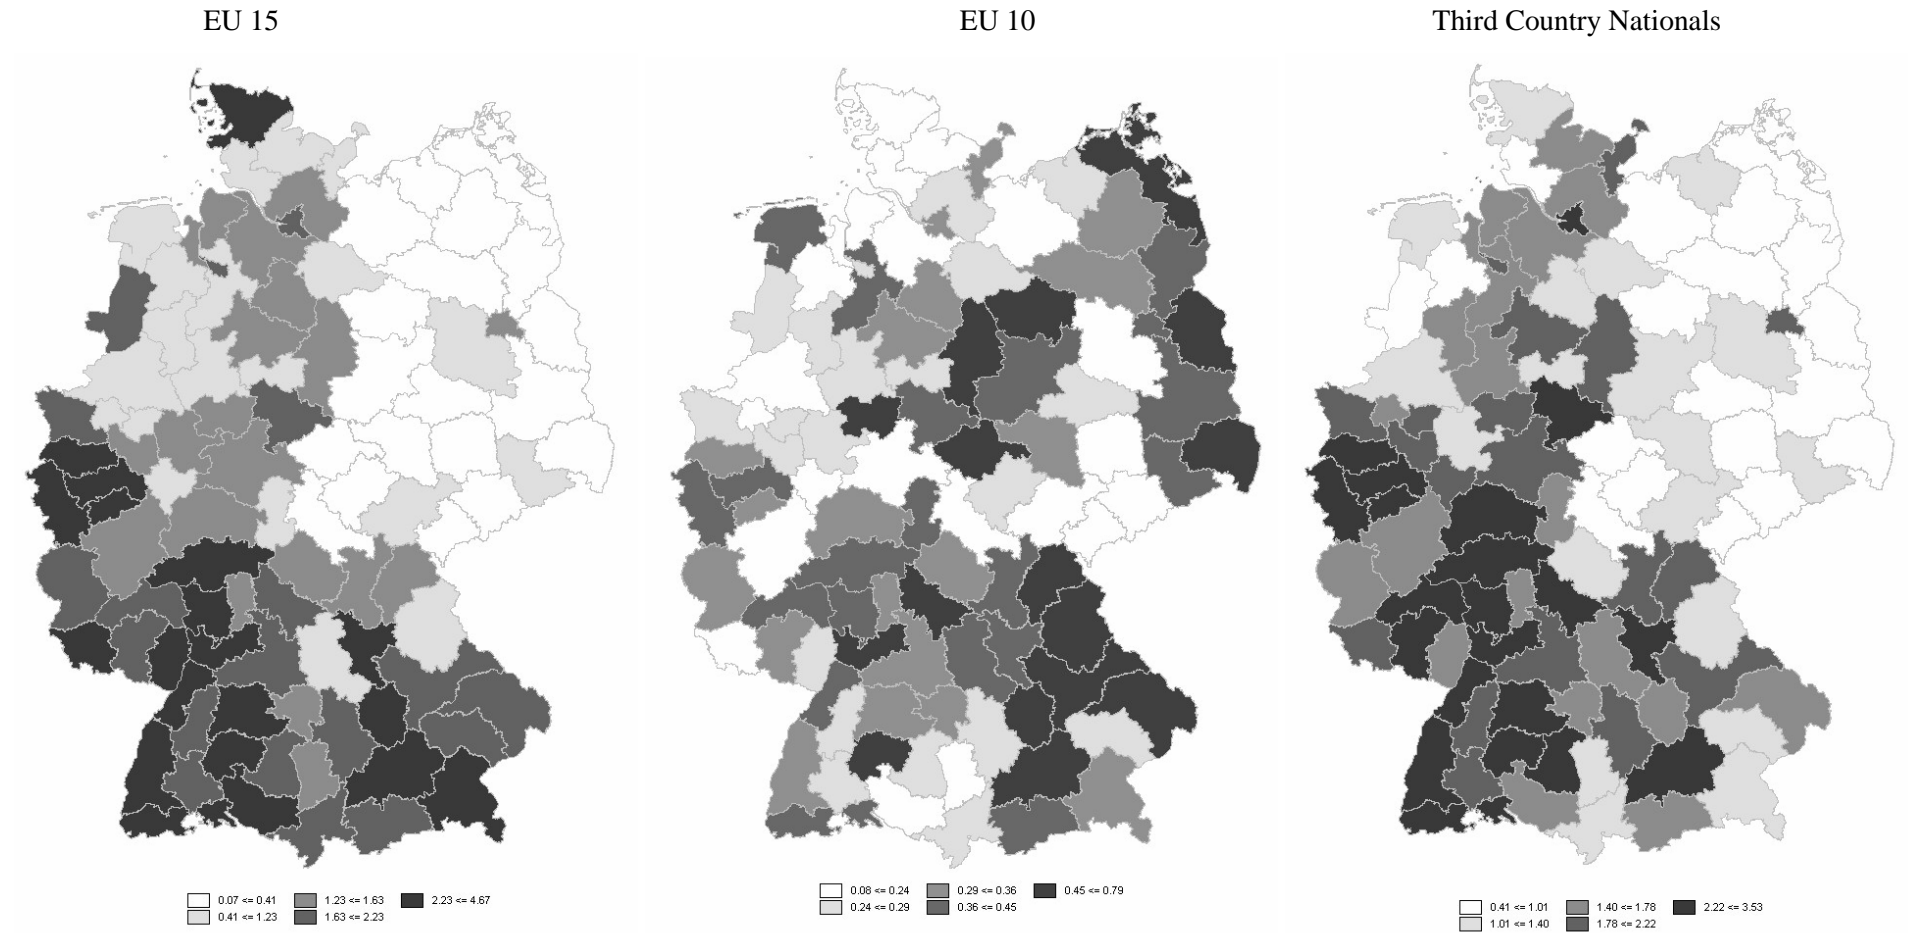 EU 15
EU 10
Third Country Nationals
0.07 <= 0.41
1.23 <= 1.63
2.23 <= 4.67
0.41 <= 1.23
1.63 <= 2.23
0.08 <= 0.24
0.29 <= 0.36
0.45 <= 0.79
0.24 <= 0.29
0.36 <= 0.45
0.41 <= 1.01
1.40 <= 1.78
2.22 <= 3.53
1.01 <= 1.40
1.78 <= 2.22